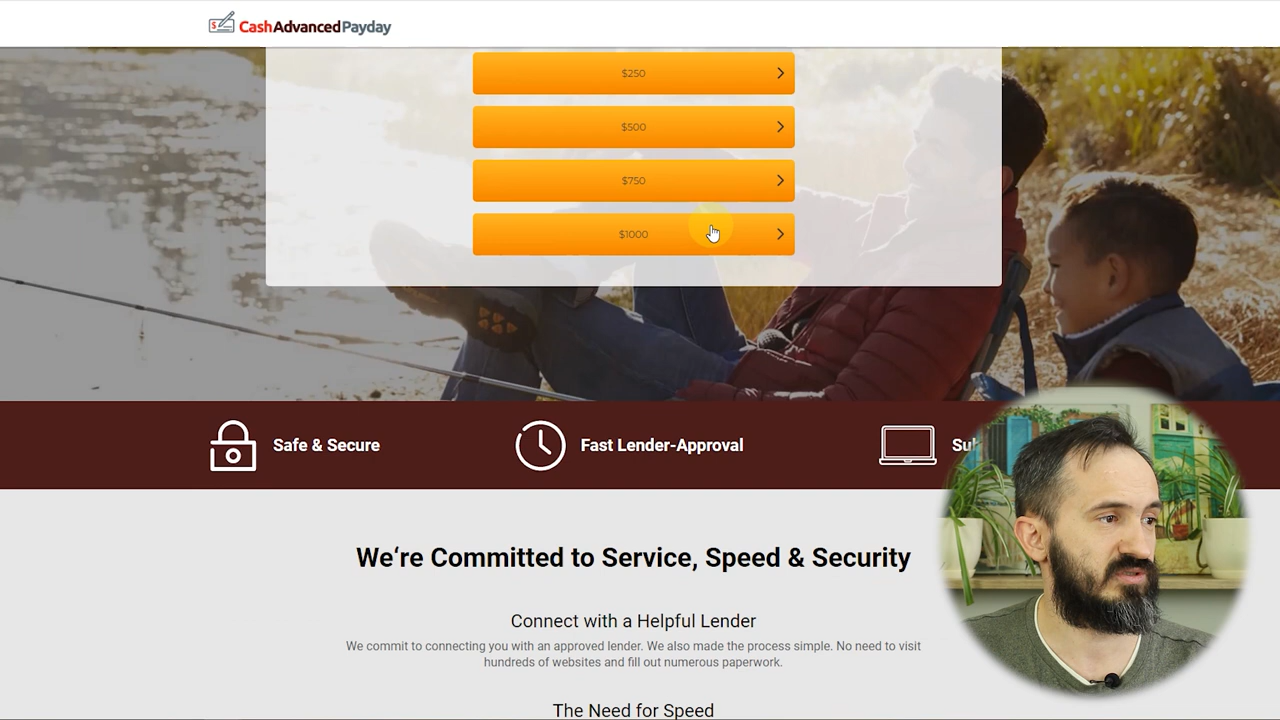 CashAdvancedPayday
$250
$500
$750
$1000
Safe & Secure
Fast Lender-Approval
We‘re Committed to Service, Speed & Security
Connect with a Helpful Lender
We commit to connecting you with an approved lender. We also made the process simple. No need to visit
hundreds of websites and fill out numerous paperwork.
The Need for Speed